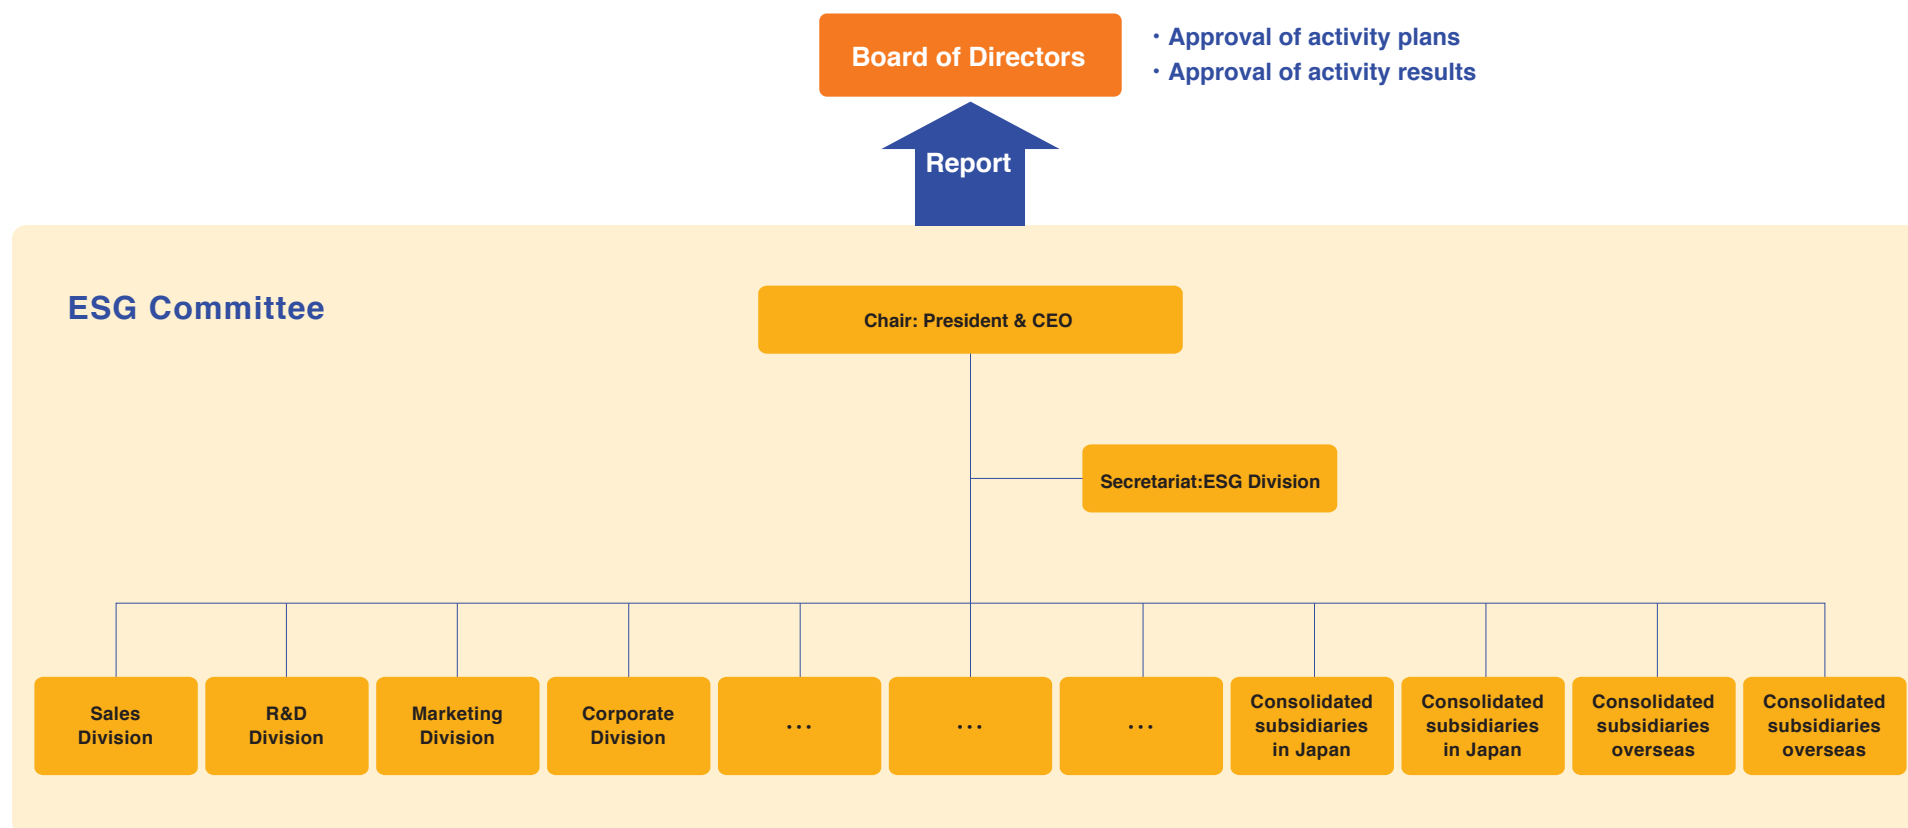 Board of Directors
・Approval of activity plans
・Approval of activity results
Report
ESG Committee
Chair: President & CEO
Secretariat:ESG Division
Sales
Division
R&D
Division
Marketing
Division
Corporate
Division
...
...
...
Consolidated
subsidiaries
in Japan
Consolidated
subsidiaries
in Japan
Consolidated
subsidiaries
overseas
Consolidated
subsidiaries
overseas